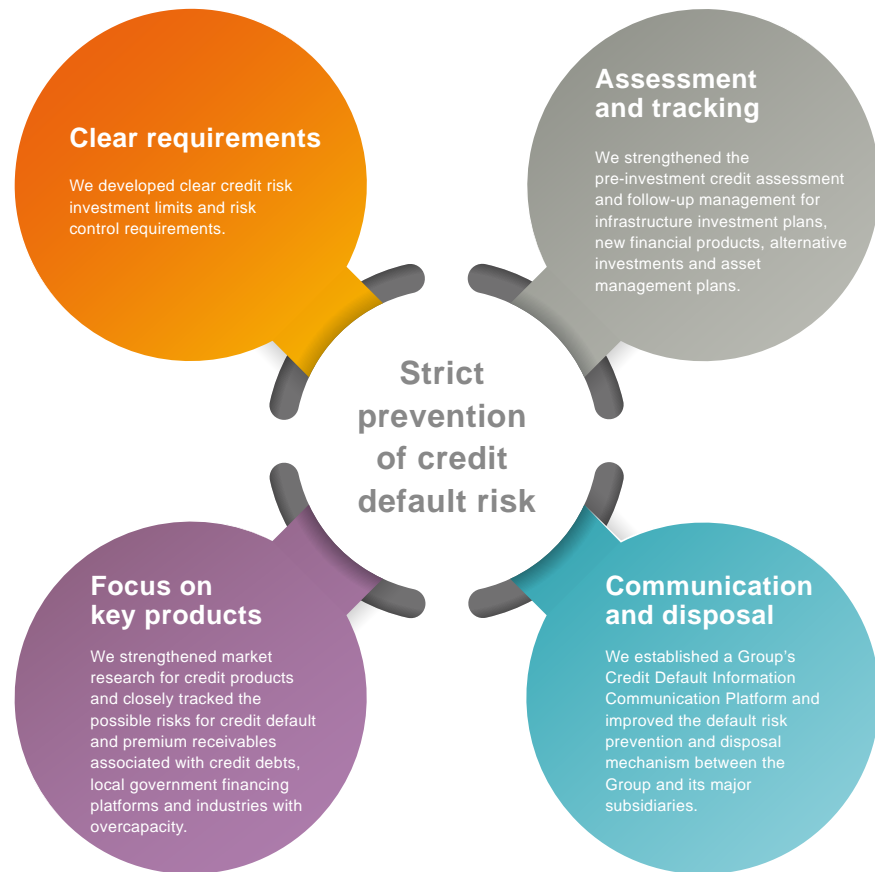 Clear requirements
We developed clear credit risk
investment limits and risk
control requirements.
Assessment
and tracking
We strengthened the
pre-investment credit assessment
and follow-up management for
infrastructure investment plans,
new financial products, alternative
investments and asset
management plans.
Strict
prevention
of credit
default risk
Focus on
key products
We strengthened market
research for credit products
and closely tracked the
possible risks for credit default
and premium receivables
associated with credit debts,
local government financing
platforms and industries with
overcapacity.
Communication
and disposal
We established a Group’s
Credit Default Information
Communication Platform and
improved the default risk
prevention and disposal
mechanism between the
Group and its major
subsidiaries.